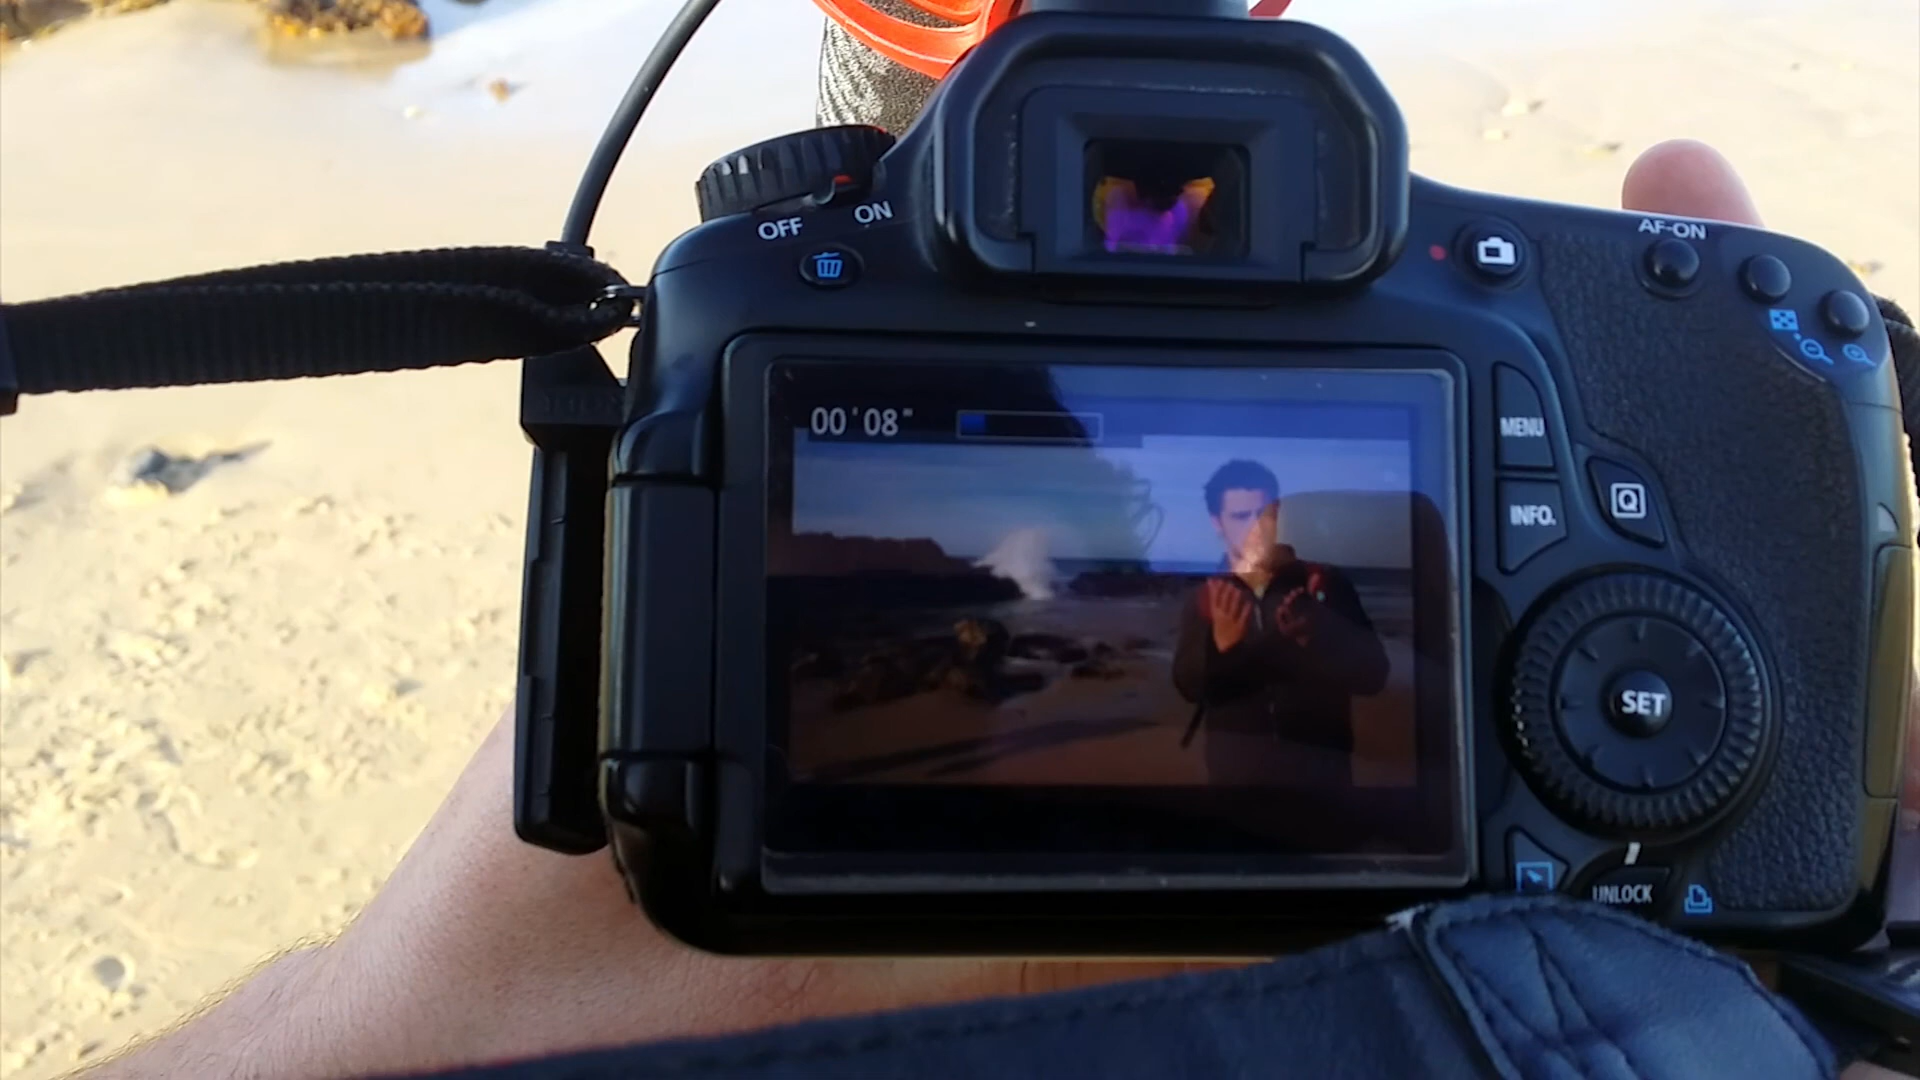 OFF ON
AF-ON
00'08"
MENU
INFO.
Q
SET
UNLOCK